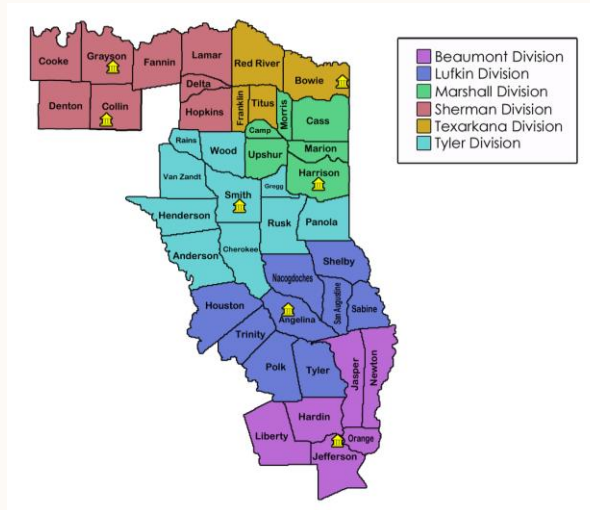 Cooke
Grayson
Fannin
Lamar
Red River
Bowie
Delta
Denton
Collin
Hopkins
Franklin
Titus
Morris
Cass
Camp
Rains
Wood
Upshur
Marion
Van Zandt
Harrison
Smith
Gregg
Henderson
Rusk
Panola
Anderson
Cherokee
Shelby
Nacogdoches
Houston
San Augustine
Sabine
Angelina
Trinity
Polk
Tyler
Jasper
Newton
Hardin
Liberty
Orange
Jefferson
Beaumont Division
Lufkin Division
Marshall Division
Sherman Division
Texarkana Division
Tyler Division